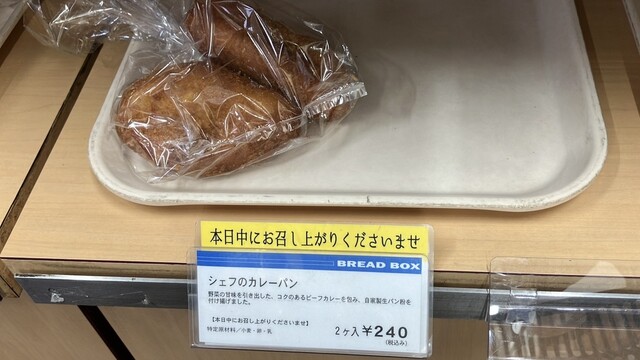 本日中にお召し上がりくださいませ
BREAD BOX
シェフのカレーパン
野菜の甘味を引き出した、コクのあるビーフカレーを包み、自家製生パン粉を
付け揚げました。
【本日中にお召し上がりくださいませ】
特定原材料／小麦・卵・乳
2ヶ入 ¥240
(税込み)